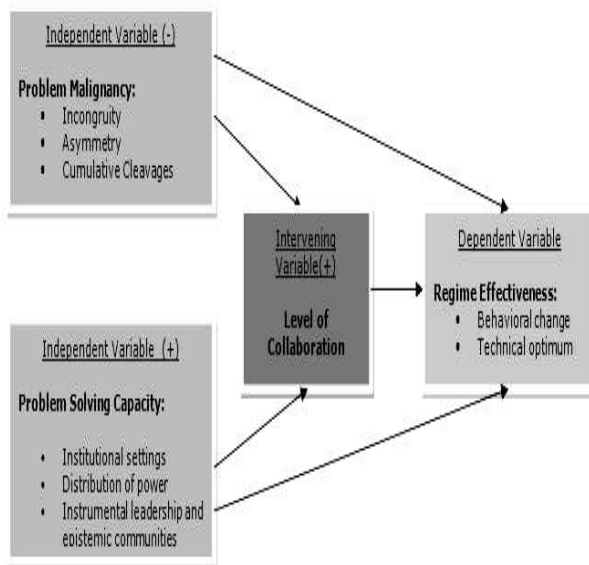 Independent Variable (-)
Problem Malignancy:
• Incongruity
• Asymmetry
• Cumulative Cleavages
Intervening
Variable(+)
Level of
Collaboration
Dependent Variable
Regime Effectiveness:
• Behavioral change
• Technical optimum
Independent Variable (+)
Problem Solving Capacity:
• Institutional settings
• Distribution of power
• Instrumental leadership and
epistemic communities